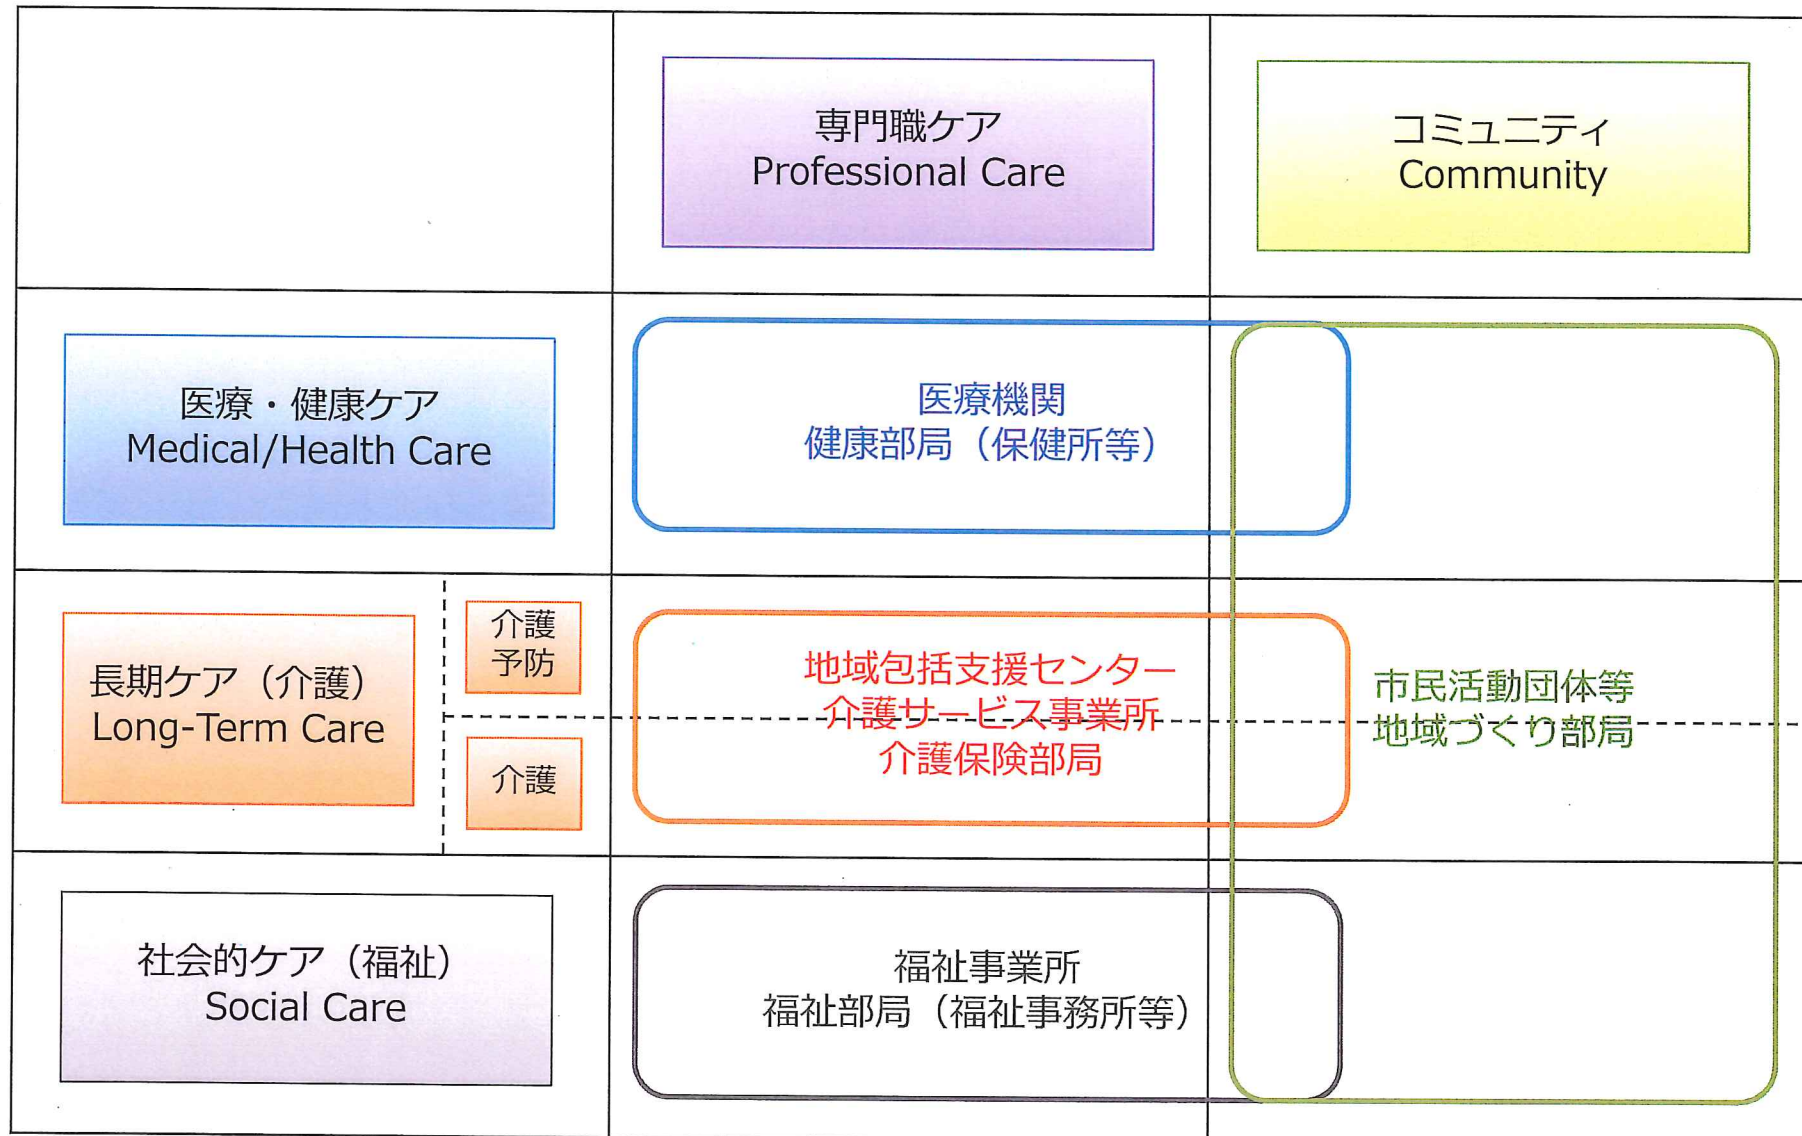 専門職ケア
Professional Care
コミュニティ
Community
医療・健康ケア
Medical/Health Care
医療機関
健康部局（保健所等）
長期ケア（介護）
Long-Term Care
介護
予防
介護
地域包括支援センター
介護サービス事業所
介護保険部局
市民活動団体等
地域づくり部局
社会的ケア（福祉）
Social Care
福祉事業所
福祉部局（福祉事務所等）